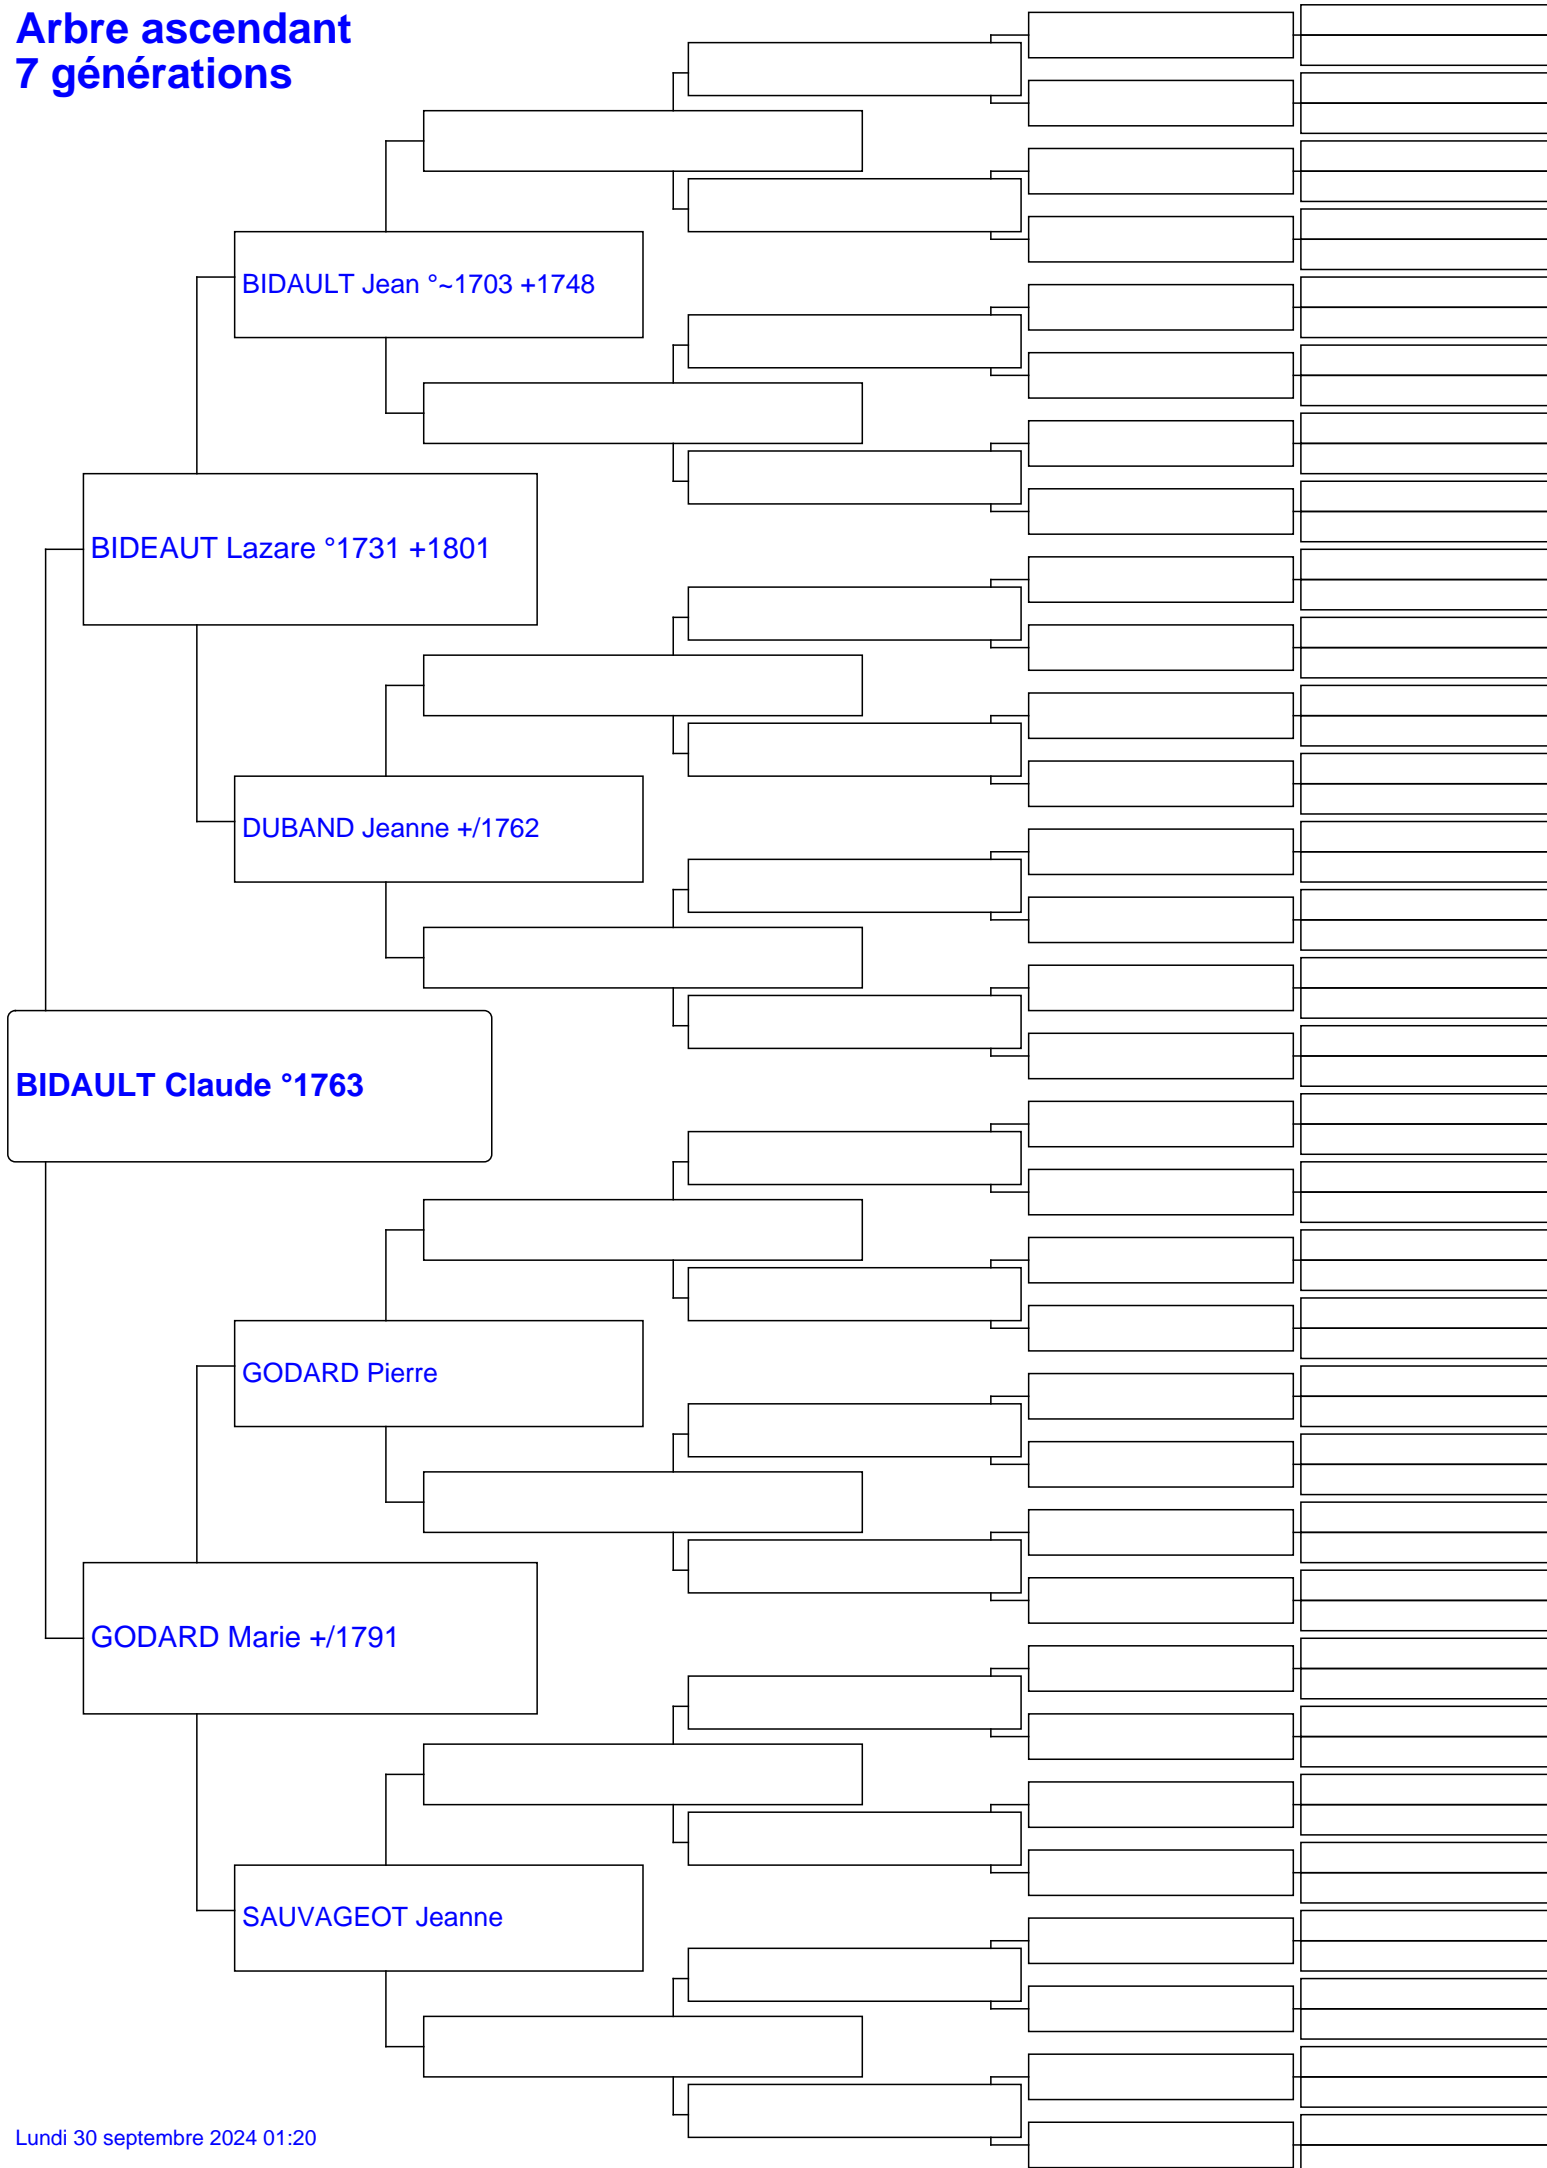 Arbre ascendant
7 générations
BIDAULT Jean °~1703 +1748
BIDEAUT Lazare °1731 +1801
DUBAND Jeanne +/1762
BIDAULT Claude °1763
GODARD Pierre
GODARD Marie +/1791
SAUVAGEOT Jeanne
Lundi 30 septembre 2024 01:20